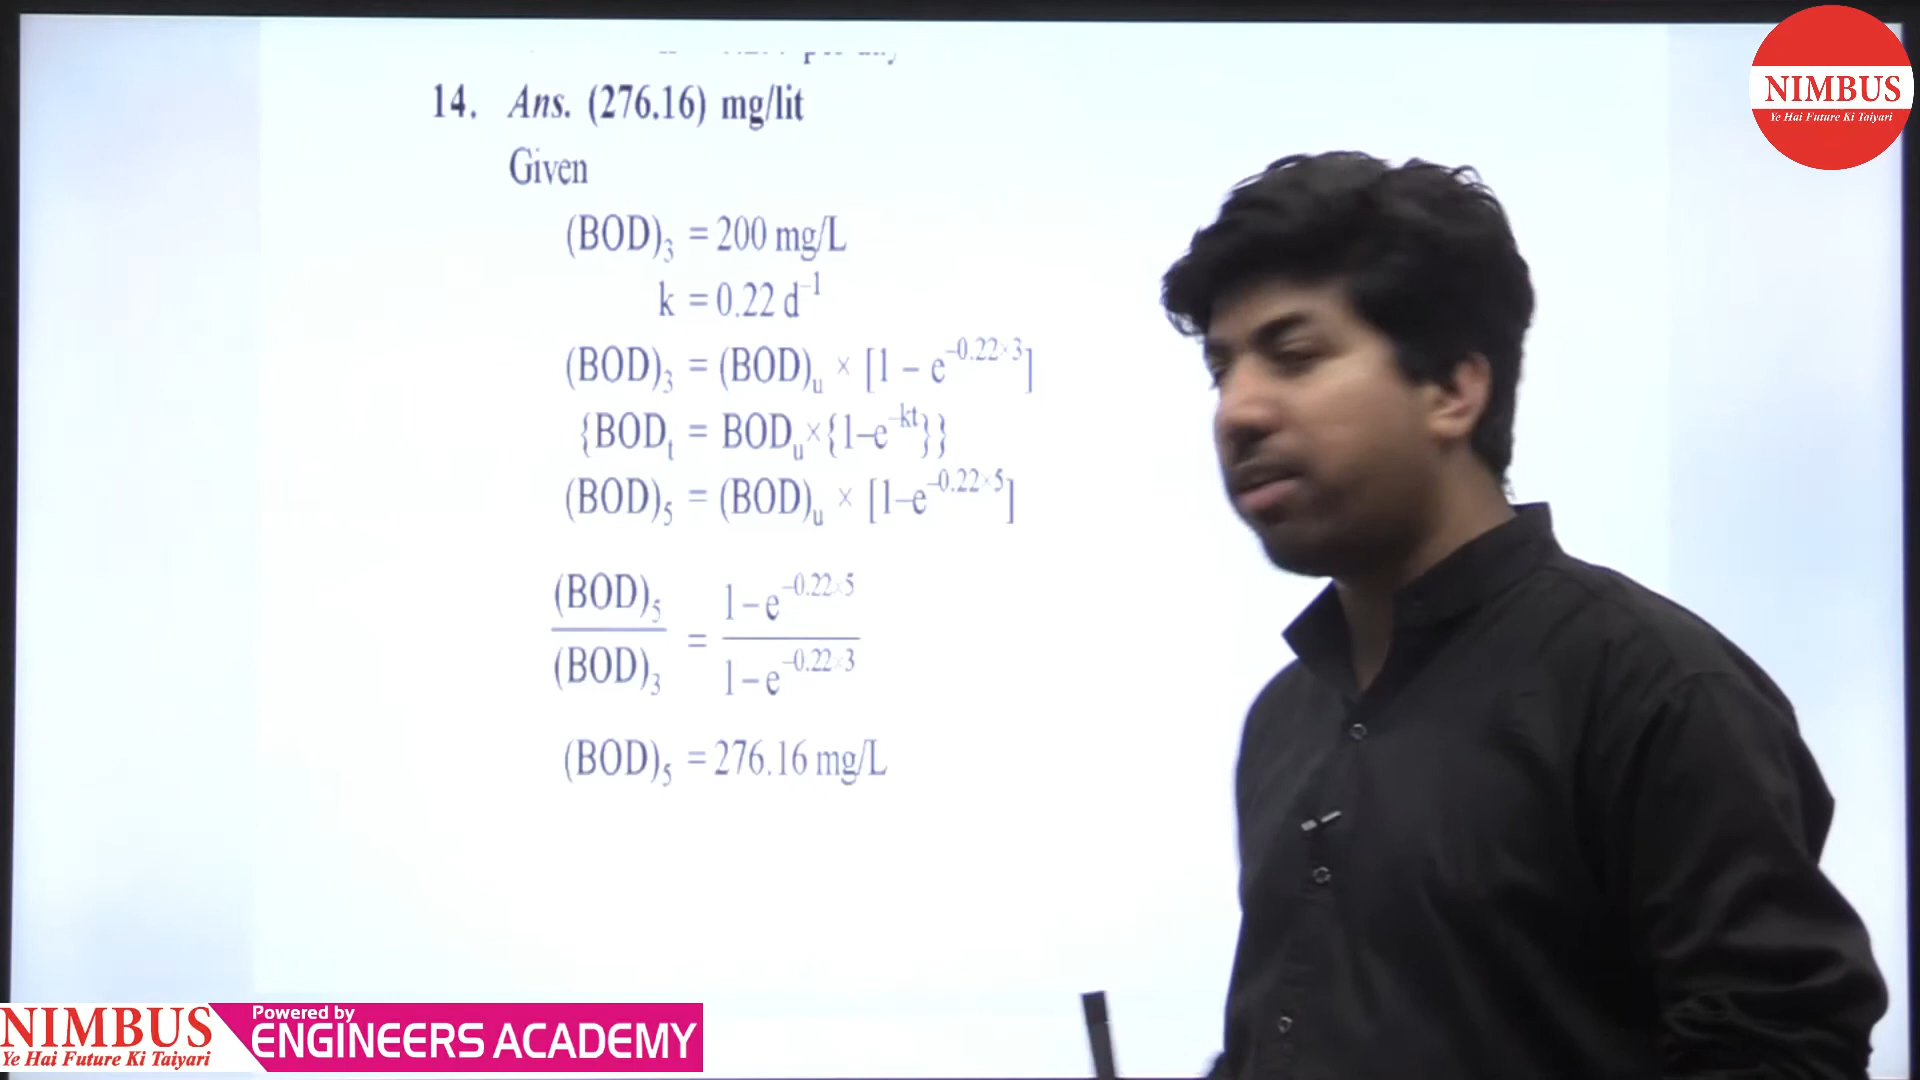 14. Ans. (276.16) mg/lit
Given
(BOD)₃ = 200 mg/L
k = 0.22 d⁻¹
(BOD)₃ = (BOD)ᵤ × [1 – e^–0.22×3]
{BODₜ = BODᵤ×{1–e^–kt}}
(BOD)₅ = (BOD)ᵤ × [1–e^–0.22×5]
(BOD)₅ / (BOD)₃ = 1–e^–0.22×5 / 1–e^–0.22×3
(BOD)₅ = 276.16 mg/L
NIMBUS
Ye Hai Future Ki Taiyari
NIMBUS
Ye Hai Future Ki Taiyari
Powered by
ENGINEERS ACADEMY